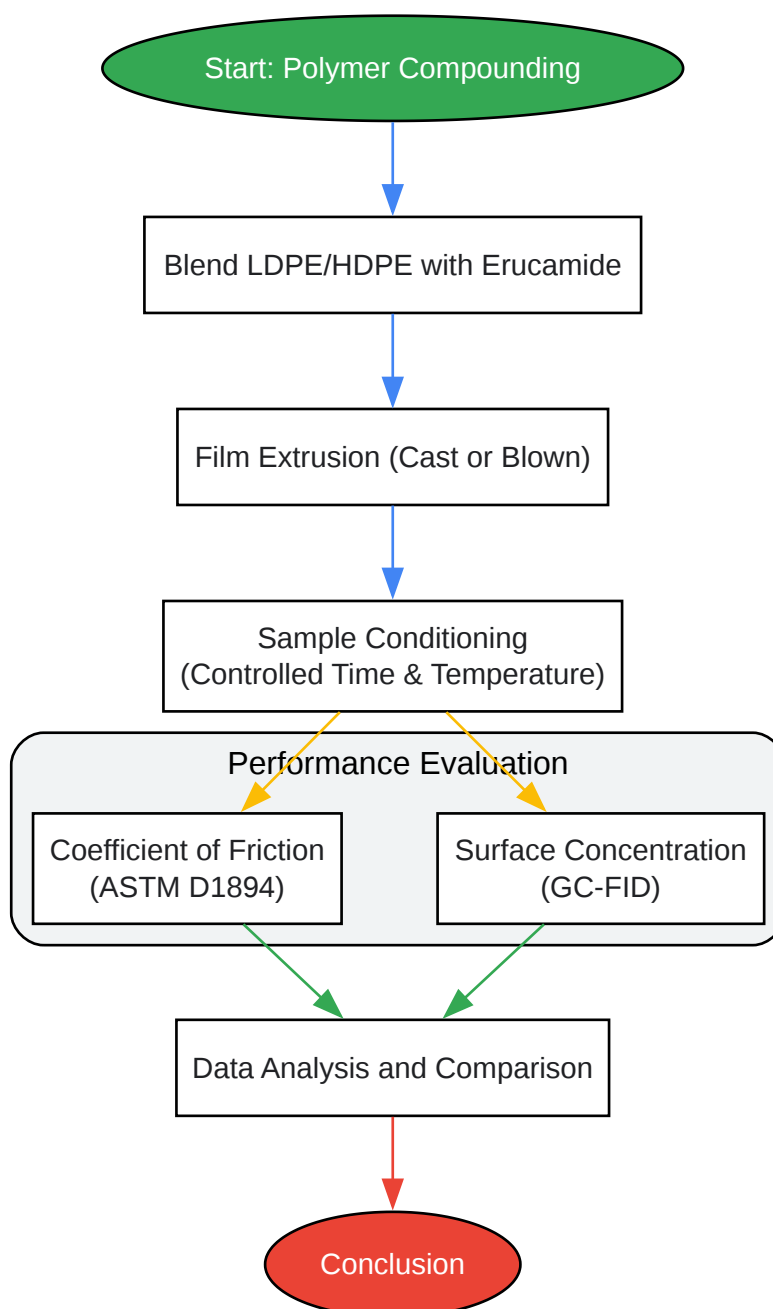 Start: Polymer Compounding
Blend LDPE/HDPE with Erucamide
Film Extrusion (Cast or Blown)
Sample Conditioning
(Controlled Time & Temperature)
Performance Evaluation
Coefficient of Friction
(ASTM D1894)
Surface Concentration
(GC-FID)
Data Analysis and Comparison
Conclusion